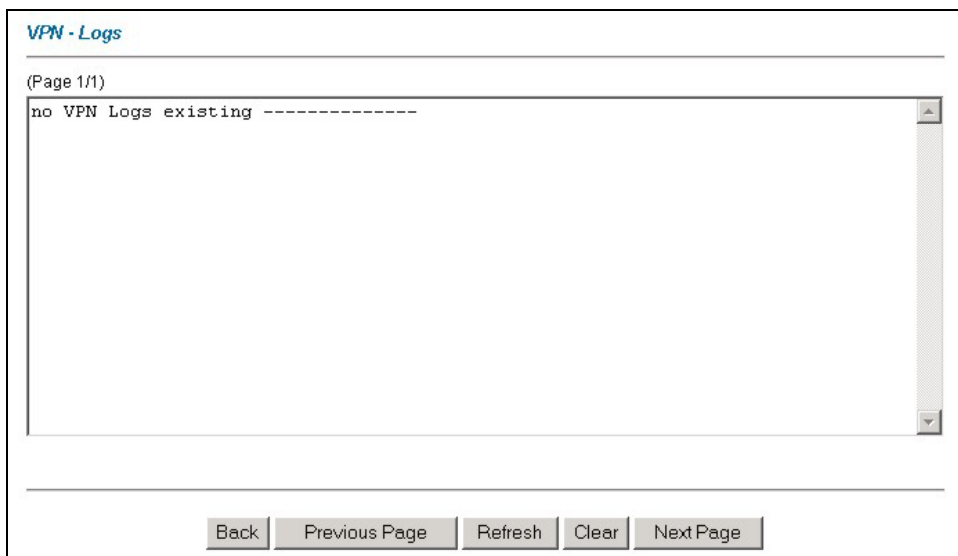 VPN - Logs
(Page 1/1)
no VPN Logs existing --------------
Back Previous Page Refresh Clear Next Page